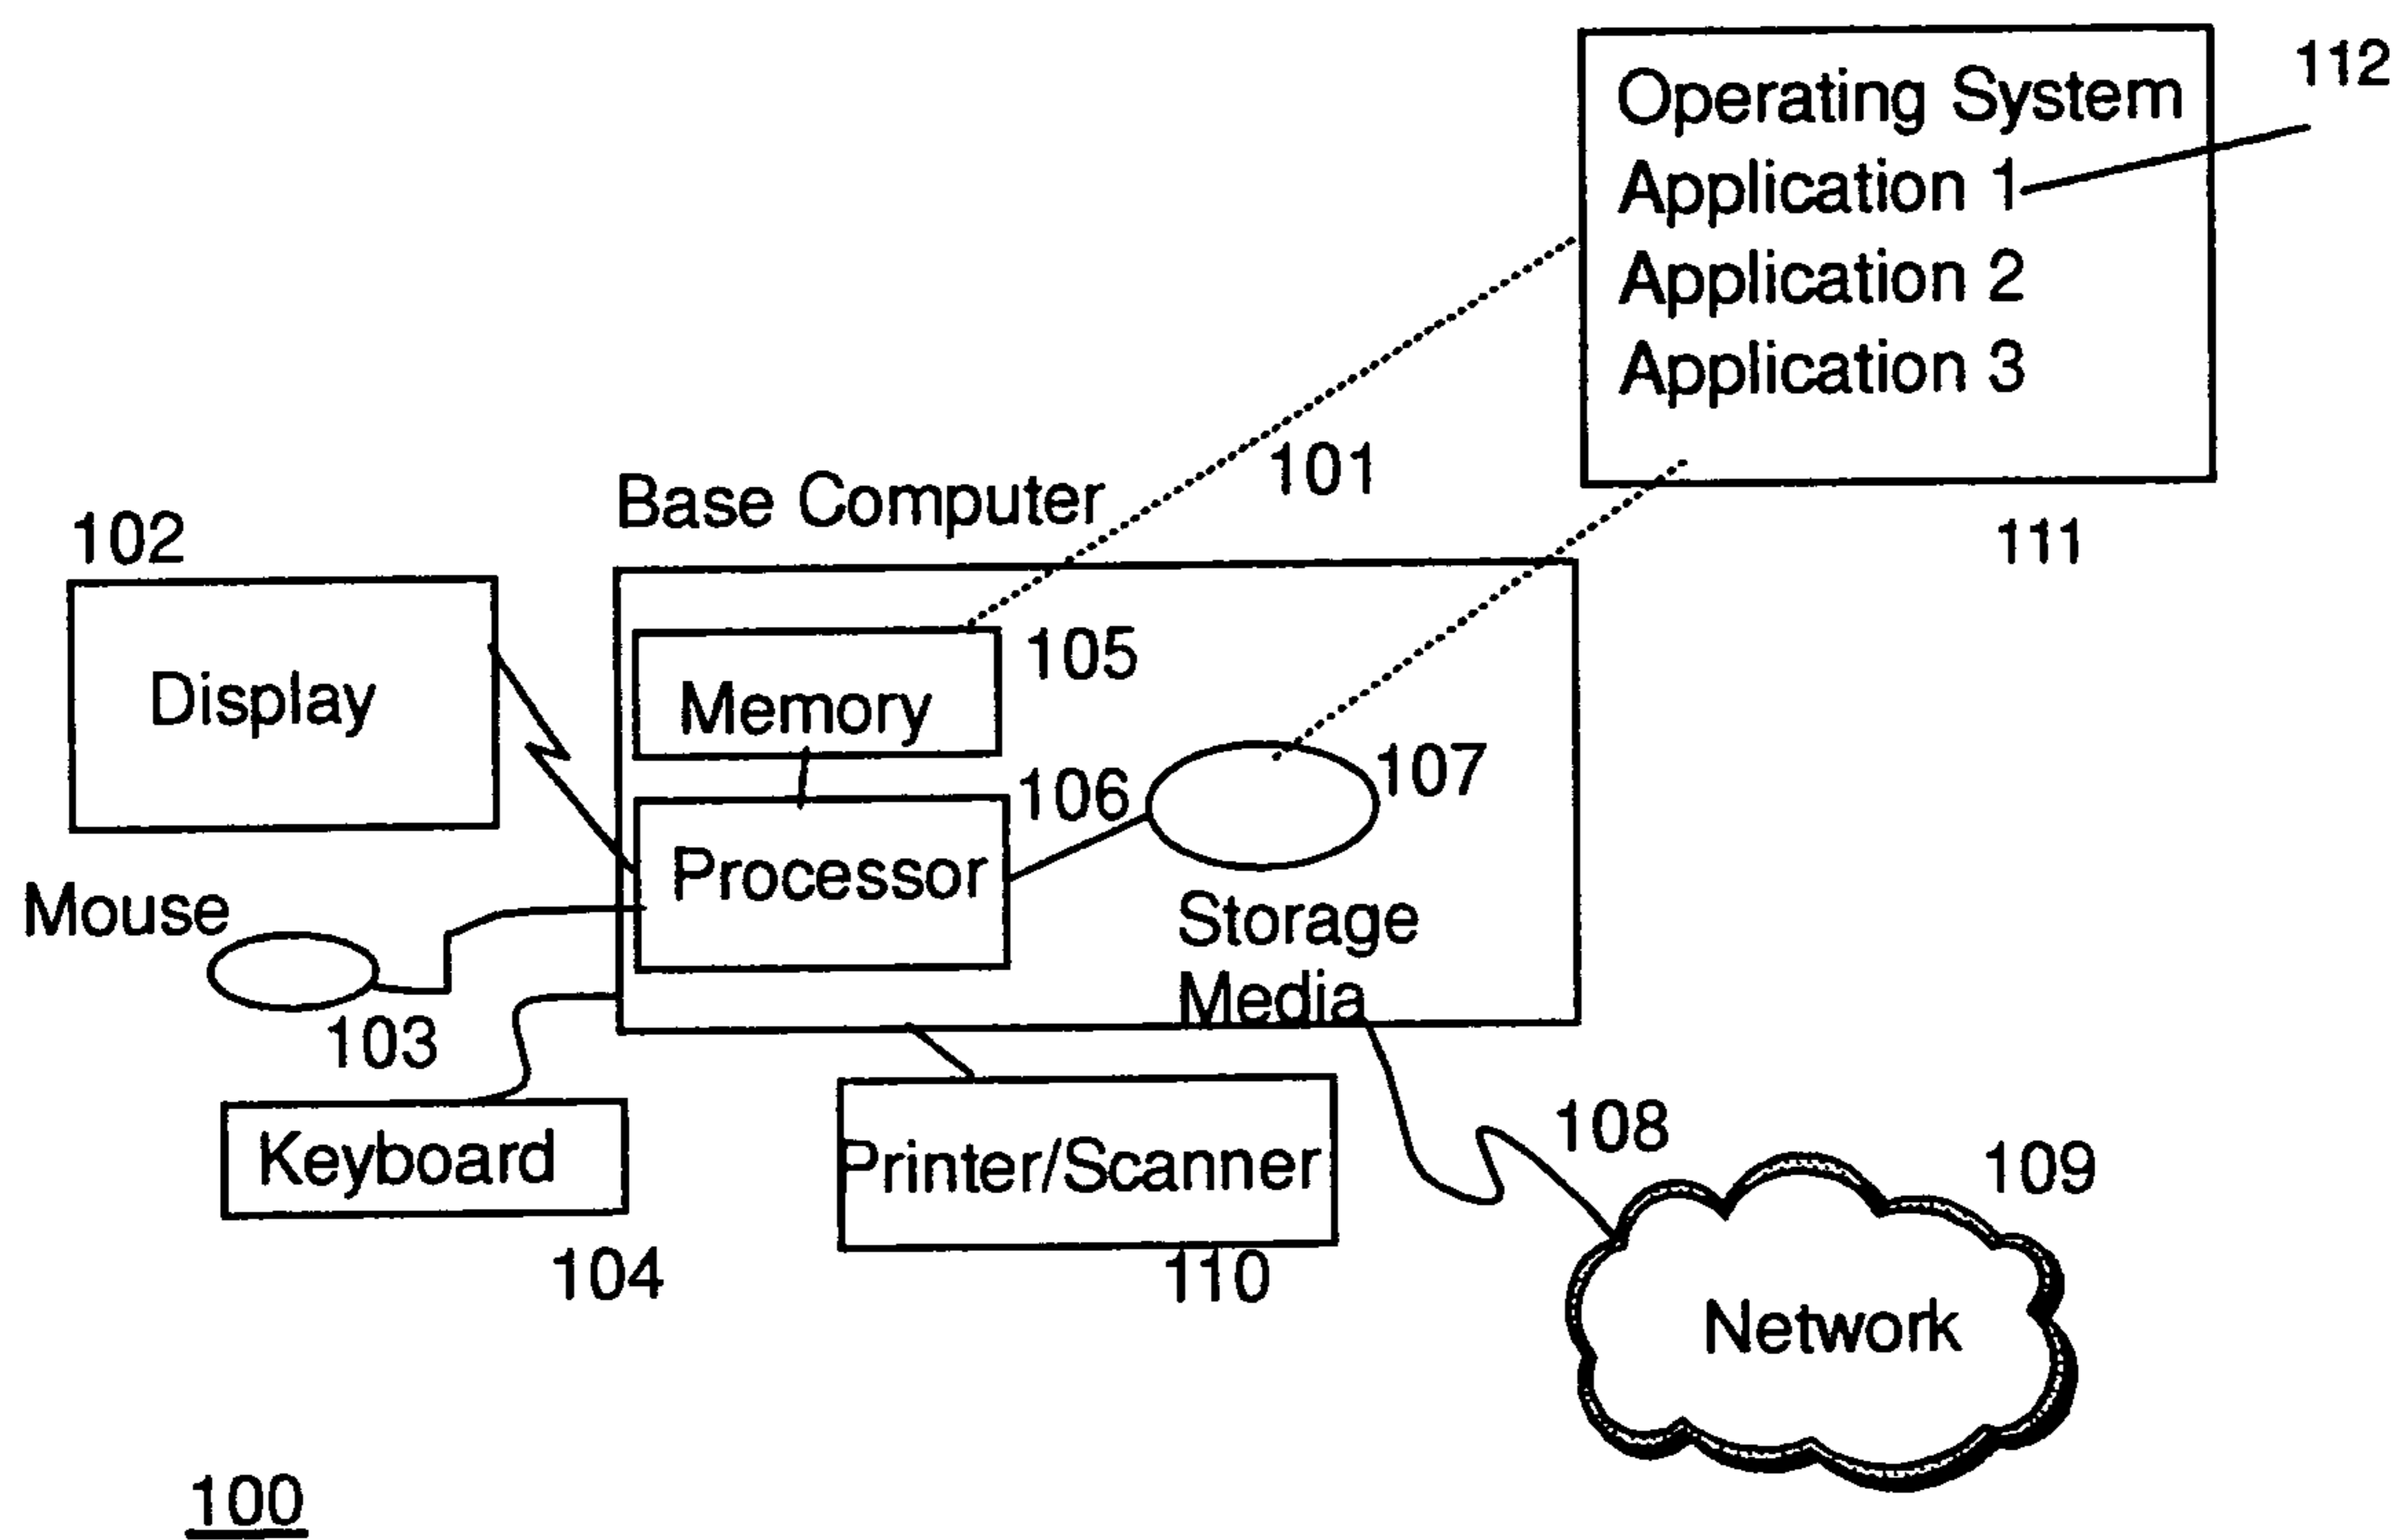 Operating System
112
Application 1
Application 2
Application 3
101
Base Computer
111
102
Display
105
Memory
106
107
Processor
Storage
Media
Mouse
103
Keyboard
104
Printer/Scanner
110
108
109
Network
100